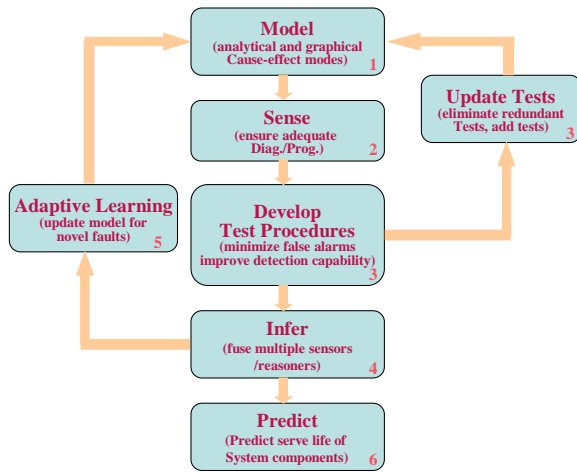 Model
(analytical and graphical
Cause-effect modes)
1
Update Tests
(eliminate redundant
Tests, add tests)
3
Sense
(ensure adequate
Diag./Prog.)
2
Adaptive Learning
(update model for
novel faults)
5
Develop
Test Procedures
(minimize false alarms
improve detection capability)
3
Infer
(fuse multiple sensors
/reasoners)
4
Predict
(Predict serve life of
System components)
6